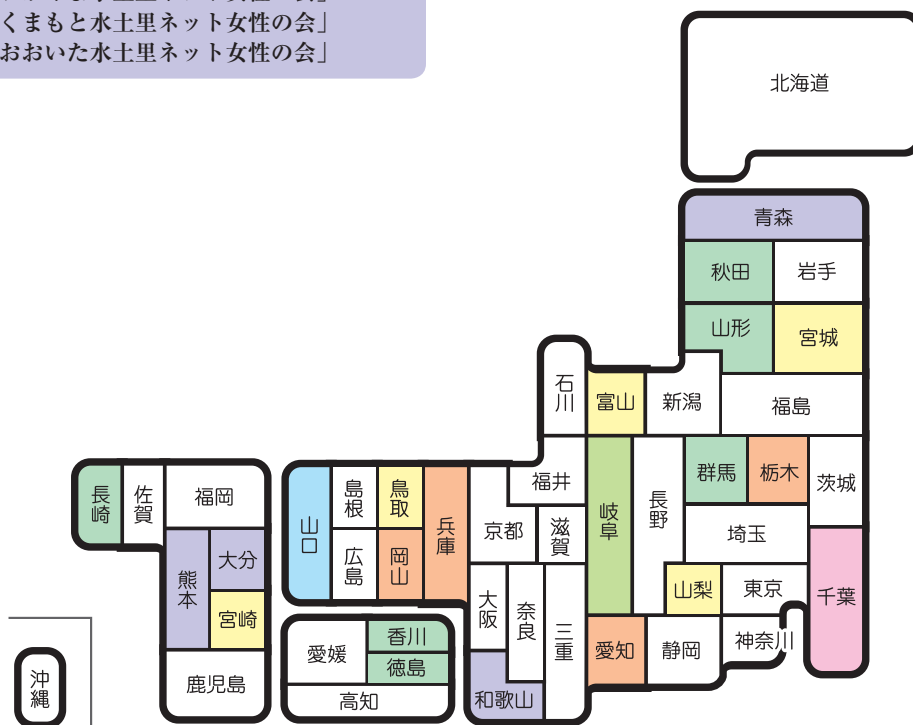 くまもと水土里ネット女性の会」
おおいた水土里ネット女性の会」
北海道
青森
秋田
岩手
山形
宮城
石川
富山
新潟
福島
長崎
佐賀
福岡
山口
島根
鳥取
兵庫
福井
岐阜
長野
群馬
栃木
茨城
京都
滋賀
埼玉
広島
岡山
大分
熊本
宮崎
山梨
東京
千葉
大阪
奈良
三重
愛知
静岡
神奈川
愛媛
香川
徳島
高知
和歌山
鹿児島
沖縄